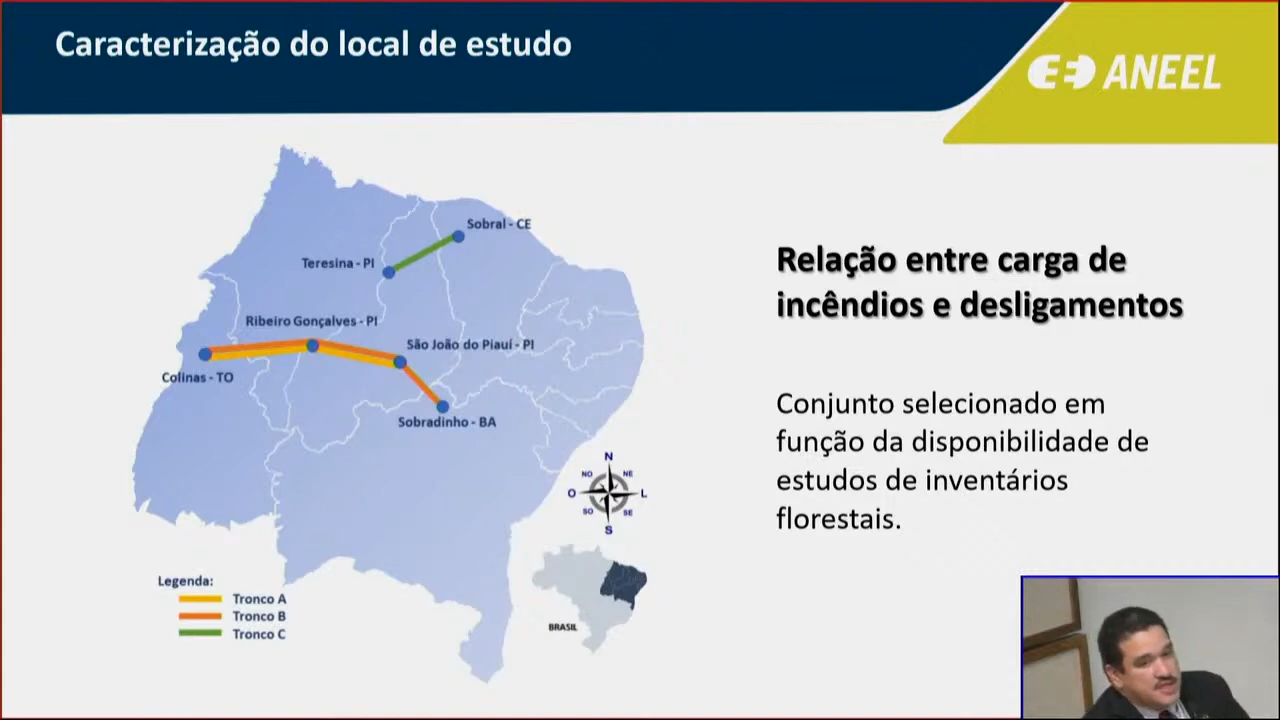 Caracterização do local de estudo
ANEEL
Sobral - CE
Teresina - PI
Ribeiro Gonçalves - PI
São João do Piauí - PI
Colinas - TO
Sobradinho - BA
N
NO
NE
O
L
SO
SE
S
BRASIL
Legenda:
Tronco A
Tronco B
Tronco C
Relação entre carga de
incêndios e desligamentos
Conjunto selecionado em
função da disponibilidade de
estudos de inventários
florestais.